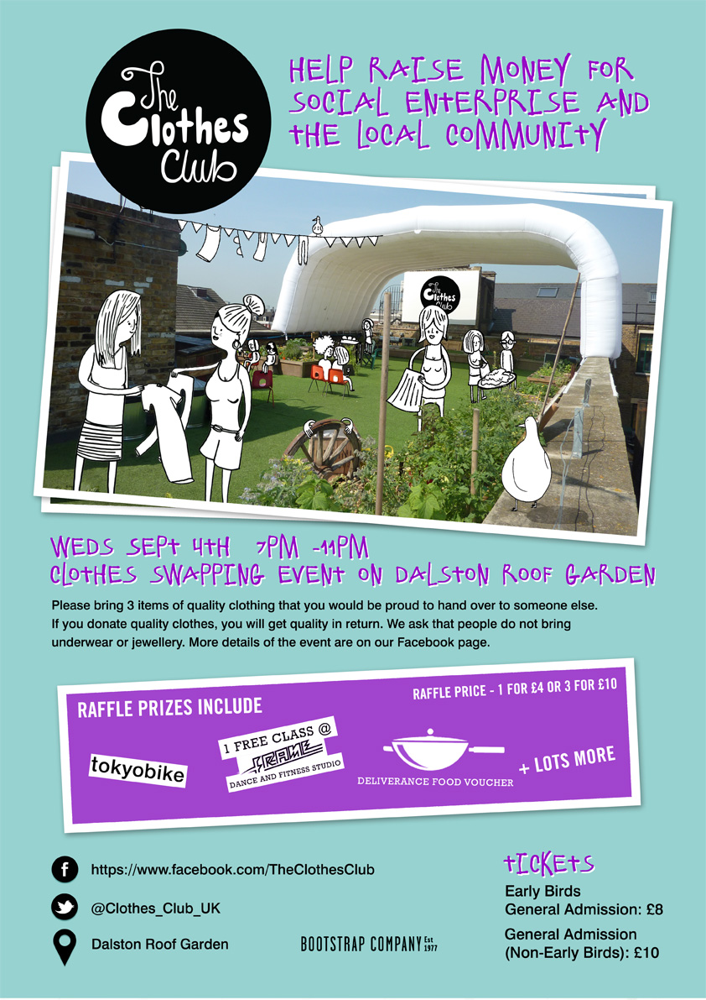 The
Clothes
Club
HELP RAISE MONEY FOR
SOCIAL ENTERPRISE AND
THE LOCAL COMMUNITY
The
Clothes
Club
WEDS SEPT 4TH 7PM -11PM
CLOTHES SWAPPING EVENT ON DALSTON ROOF GARDEN
Please bring 3 items of quality clothing that you would be proud to hand over to someone else.
If you donate quality clothes, you will get quality in return. We ask that people do not bring
underwear or jewellery. More details of the event are on our Facebook page.
RAFFLE PRIZES INCLUDE
RAFFLE PRICE - 1 FOR £4 OR 3 FOR £10
tokyobike
1 FREE CLASS @
FRAME
DANCE AND FITNESS STUDIO
DELIVERANCE FOOD VOUCHER
+ LOTS MORE
f https://www.facebook.com/TheClothesClub
@Clothes_Club_UK
Dalston Roof Garden
BOOTSTRAP COMPANY Est 1977
TICKETS
Early Birds
General Admission: £8
General Admission
(Non-Early Birds): £10